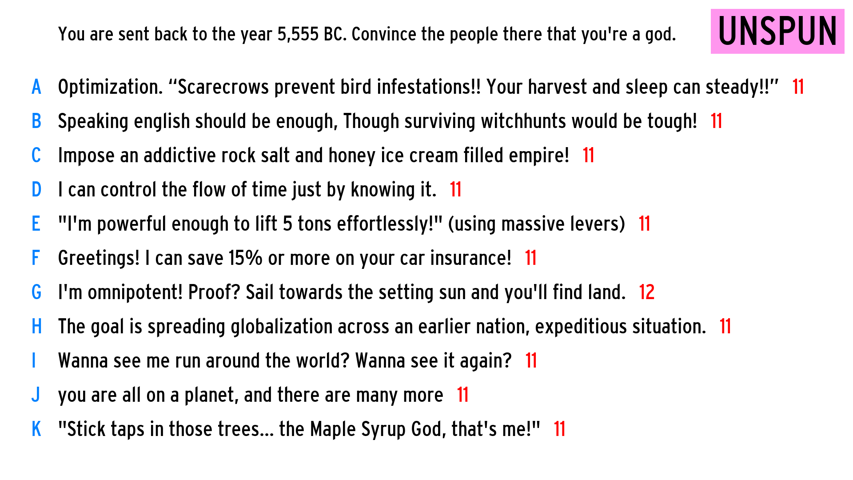 You are sent back to the year 5,555 BC. Convince the people there that you're a god.
UNSPUN
A Optimization. “Scarecrows prevent bird infestations!! Your harvest and sleep can steady!!” 11
B Speaking english should be enough, Though surviving witchhunts would be tough! 11
C Impose an addictive rock salt and honey ice cream filled empire! 11
D I can control the flow of time just by knowing it. 11
E "I'm powerful enough to lift 5 tons effortlessly!" (using massive levers) 11
F Greetings! I can save 15% or more on your car insurance! 11
G I'm omnipotent! Proof? Sail towards the setting sun and you'll find land. 12
H The goal is spreading globalization across an earlier nation, expeditious situation. 11
I Wanna see me run around the world? Wanna see it again? 11
J you are all on a planet, and there are many more 11
K "Stick taps in those trees... the Maple Syrup God, that's me!" 11